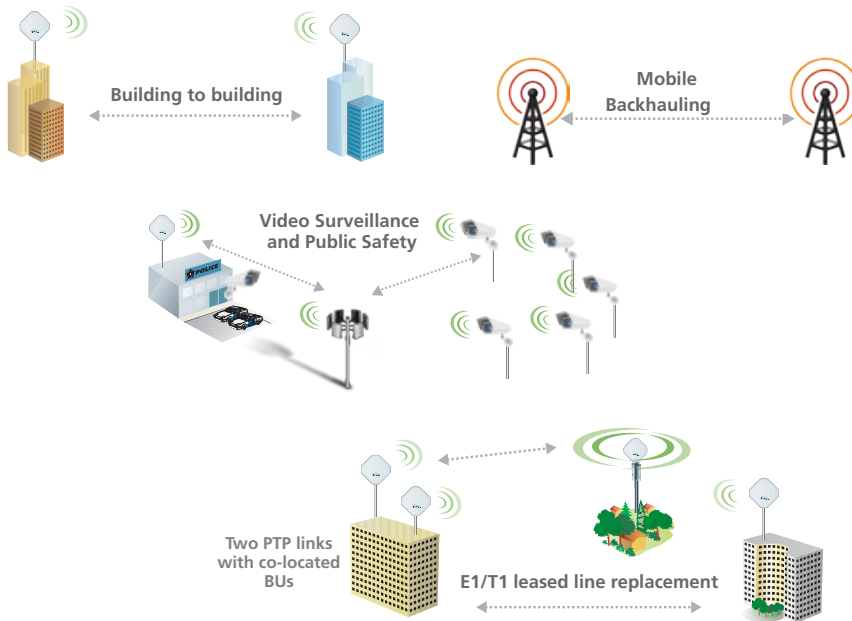 Building to building
Mobile
Backhauling
Video Surveillance
and Public Safety
POLICE
Two PTP links
with co-located
BUs
E1/T1 leased line replacement